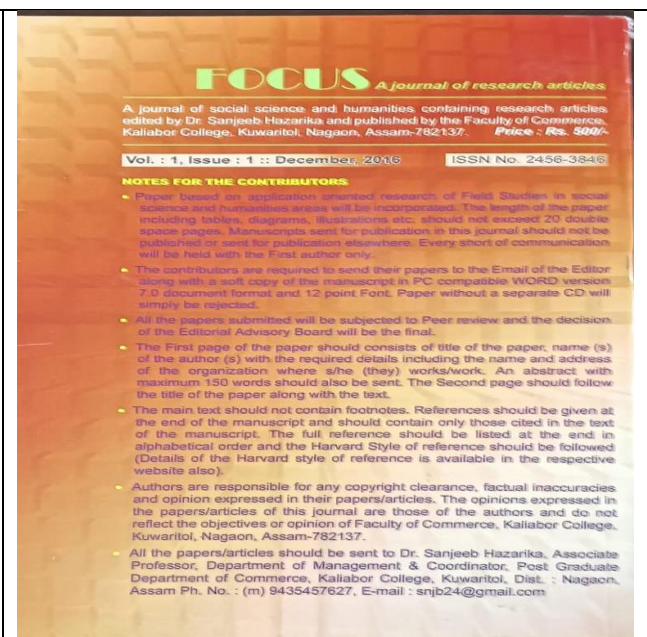 FOCUS A journal of research articles
A journal of social science and humanities containing research articles
edited by Dr. Sanjeeb Hazarika and published by the Faculty of Commerce,
Kaliabor College, Kuwaritol, Nagaon, Assam-782137. Price : Rs. 500/-
Vol. : 1, Issue : 1 :: December, 2016 ISSN No. 2456-3846
NOTES FOR THE CONTRIBUTORS
Paper based on application oriented research of Field Studies in social
science and humanities areas will be incorporated. The length of the paper
including tables, diagrams, illustrations etc. should not exceed 20 double
space pages. Manuscripts sent for publication in this journal should not be
published or sent for publication elsewhere. Every short of communication
will be held with the First author only.
The contributors are required to send their papers to the Email of the Editor
along with a soft copy of the manuscript in PC compatible WORD version
7.0 document format and 12 point Font. Paper without a separate CD will
simply be rejected.
All the papers submitted will be subjected to Peer review and the decision
of the Editorial Advisory Board will be the final.
The First page of the paper should consists of title of the paper, name (s)
of the author (s) with the required details including the name and address
of the organization where s/he (they) works/work. An abstract with
maximum 150 words should also be sent. The Second page should follow
the title of the paper along with the text.
The main text should not contain footnotes. References should be given at
the end of the manuscript and should contain only those cited in the text
of the manuscript. The full reference should be listed at the end in
alphabetical order and the Harvard Style of reference should be followed
(Details of the Harvard style of reference is available in the respective
website also).
Authors are responsible for any copyright clearance, factual inaccuracies
and opinion expressed in their papers/articles. The opinions expressed in
the papers/articles of this journal are those of the authors and do not
reflect the objectives or opinion of Faculty of Commerce, Kaliabor College,
Kuwaritol, Nagaon, Assam-782137.
All the papers/articles should be sent to Dr. Sanjeeb Hazarika, Associate
Professor, Department of Management & Coordinator, Post Graduate
Department of Commerce, Kaliabor College, Kuwaritol, Dist. : Nagaon,
Assam Ph. No. : (m) 9435457627, E-mail : snjb24@gmail.com